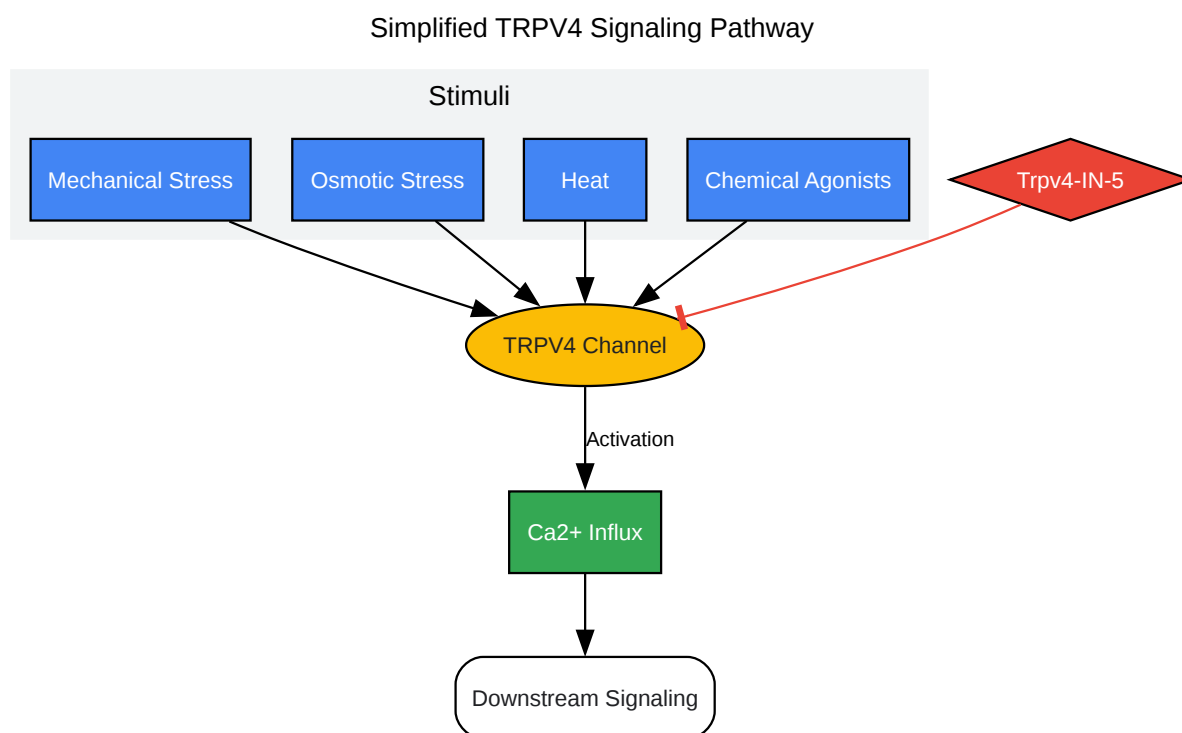 Simplified TRPV4 Signaling Pathway
Stimuli
Mechanical Stress
Osmotic Stress
Heat
Chemical Agonists
Trpv4-IN-5
TRPV4 Channel
Activation
Ca2+ Influx
Downstream Signaling